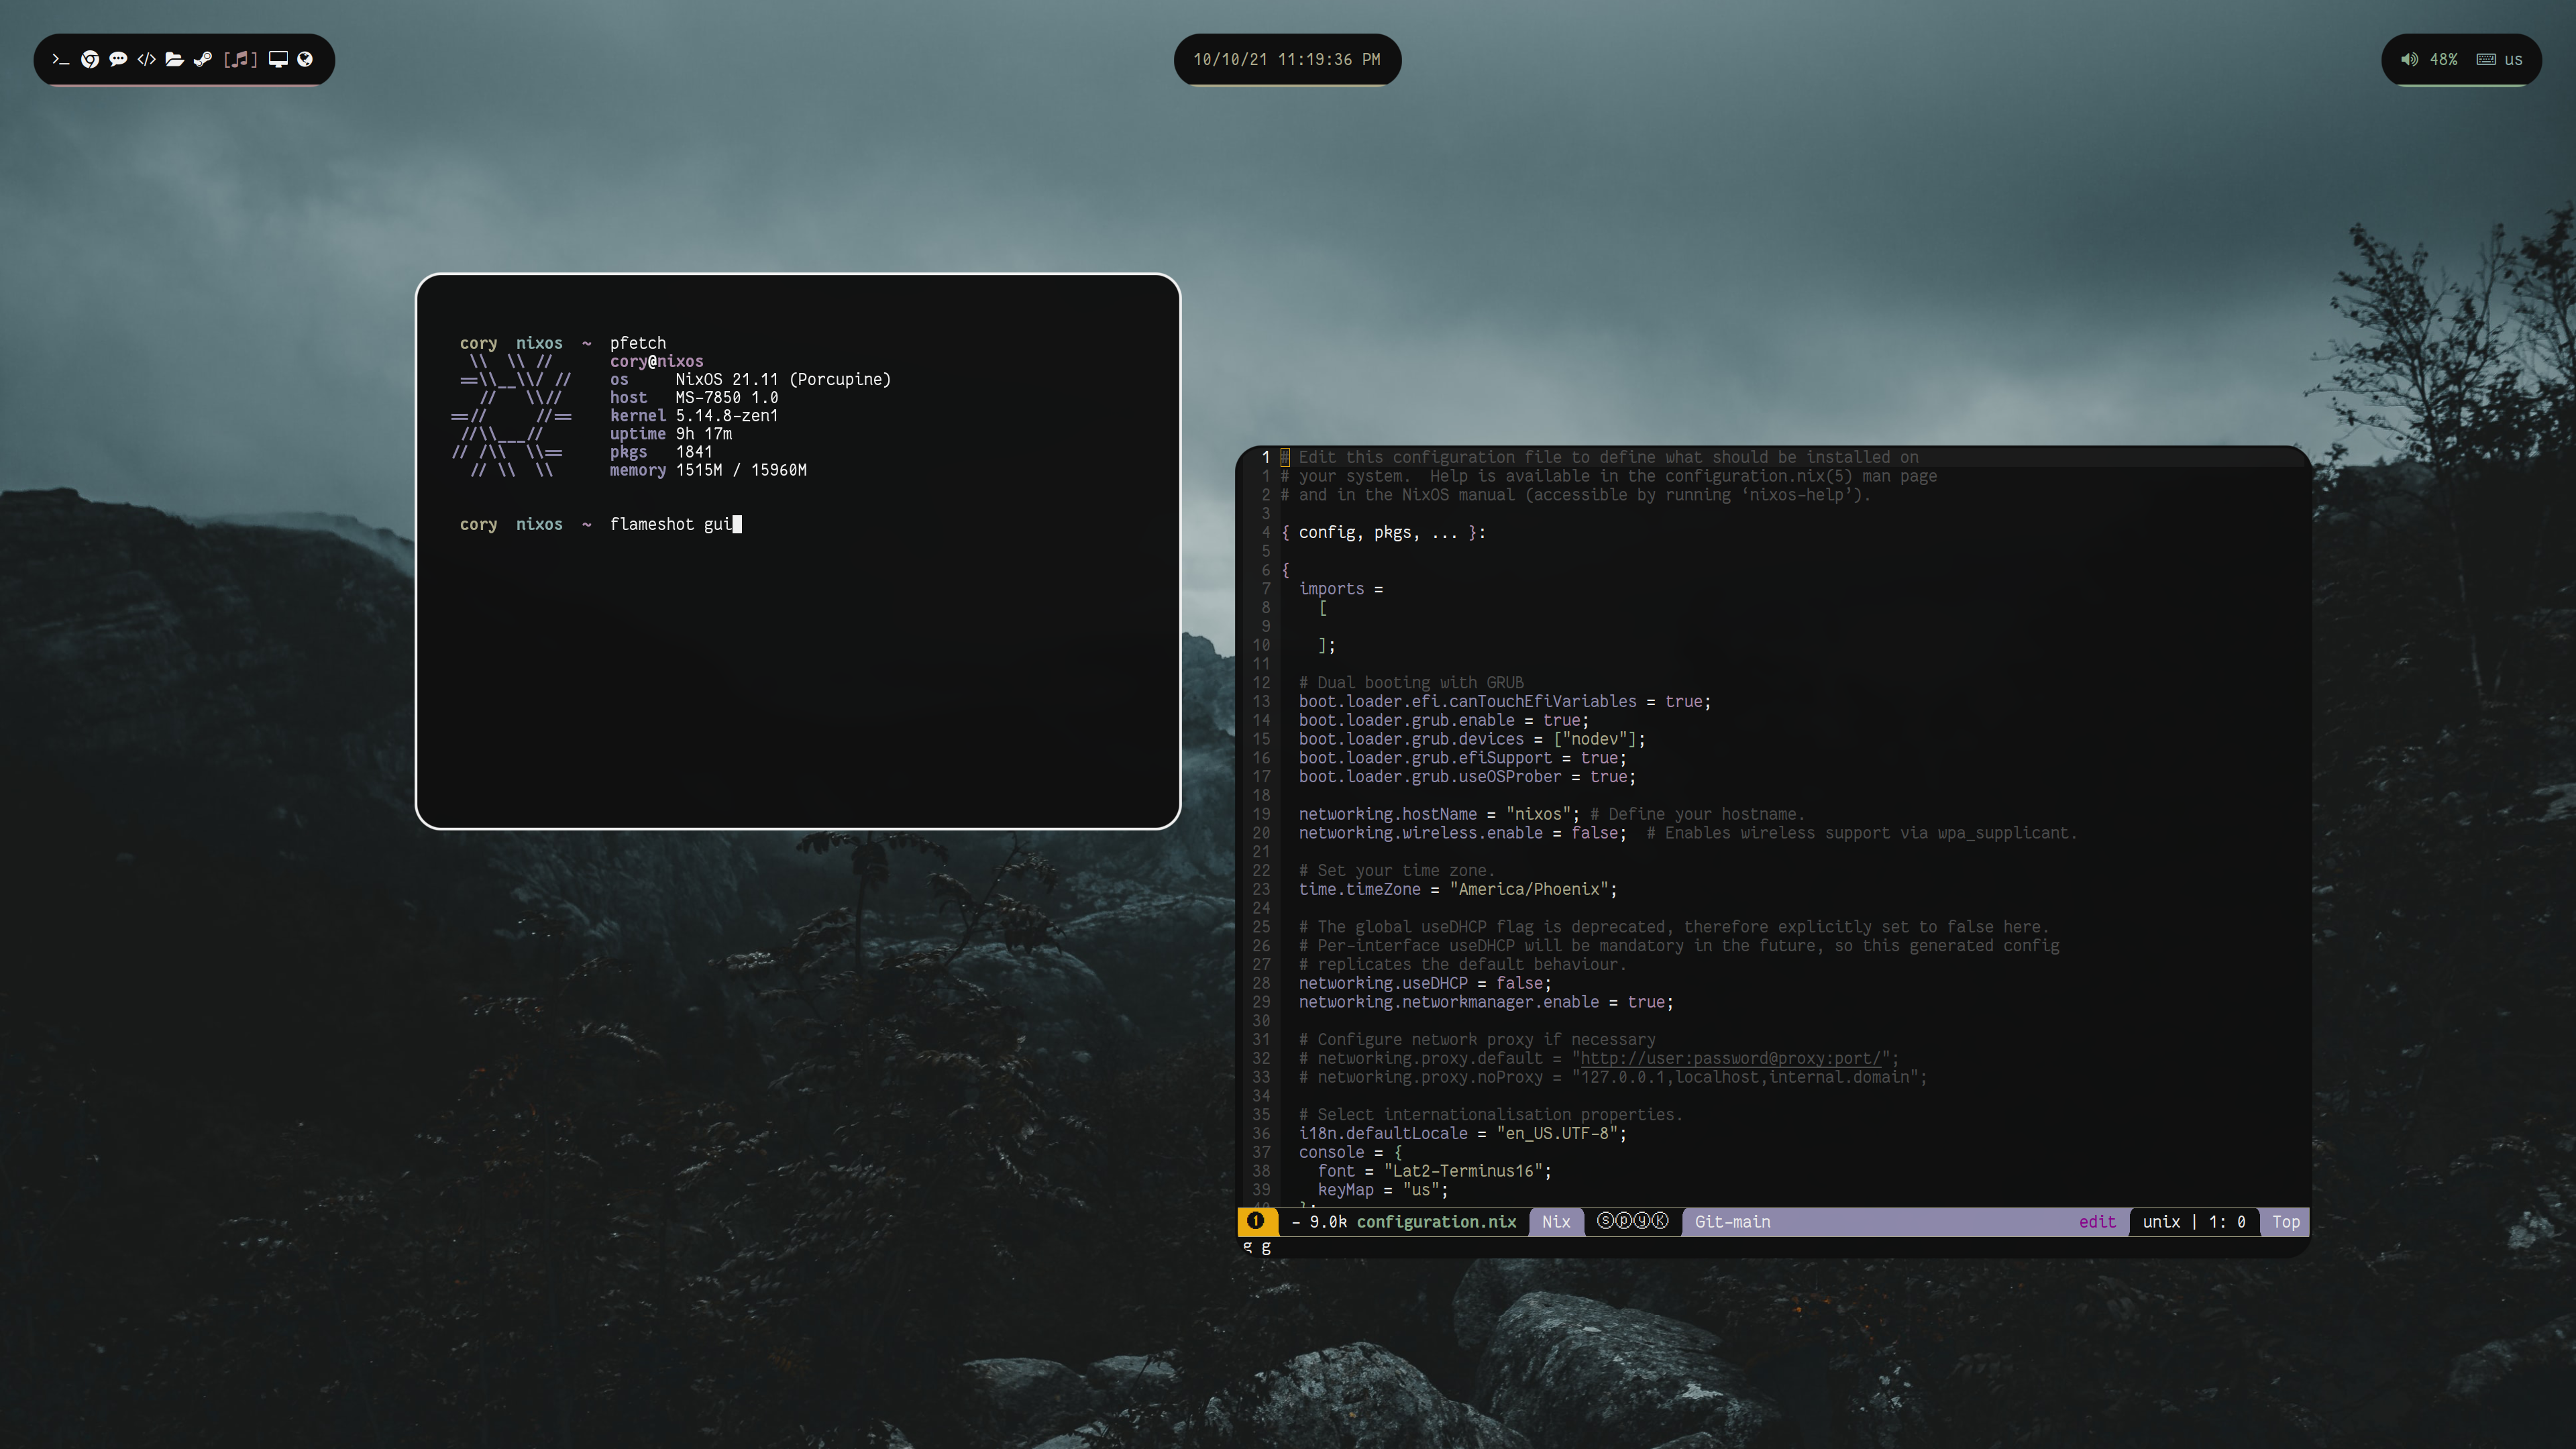 10/10/21 11:19:36 PM
48% us
cory nixos ~ pfetch
cory@nixos
os NixOS 21.11 (Porcupine)
host MS-7850 1.0
kernel 5.14.8-zen1
uptime 9h 17m
pkgs 1841
memory 1515M / 15960M
cory nixos ~ flameshot gui
1 # Edit this configuration file to define what should be installed on
1 # your system.  Help is available in the configuration.nix(5) man page
2 # and in the NixOS manual (accessible by running ‘nixos-help’).
3
4 { config, pkgs, ... }:
5
6 {
7   imports =
8     [
9
10     ];
11
12   # Dual booting with GRUB
13   boot.loader.efi.canTouchEfiVariables = true;
14   boot.loader.grub.enable = true;
15   boot.loader.grub.devices = ["nodev"];
16   boot.loader.grub.efiSupport = true;
17   boot.loader.grub.useOSProber = true;
18
19   networking.hostName = "nixos"; # Define your hostname.
20   networking.wireless.enable = false;  # Enables wireless support via wpa_supplicant.
21
22   # Set your time zone.
23   time.timeZone = "America/Phoenix";
24
25   # The global useDHCP flag is deprecated, therefore explicitly set to false here.
26   # Per-interface useDHCP will be mandatory in the future, so this generated config
27   # replicates the default behaviour.
28   networking.useDHCP = false;
29   networking.networkmanager.enable = true;
30
31   # Configure network proxy if necessary
32   # networking.proxy.default = "http://user:password@proxy:port/";
33   # networking.proxy.noProxy = "127.0.0.1,localhost,internal.domain";
34
35   # Select internationalisation properties.
36   i18n.defaultLocale = "en_US.UTF-8";
37   console = {
38     font = "Lat2-Terminus16";
39     keyMap = "us";
❶ - 9.0k configuration.nix Nix ⓢⓟⓨⓀ Git-main edit unix | 1: 0 Top
g g